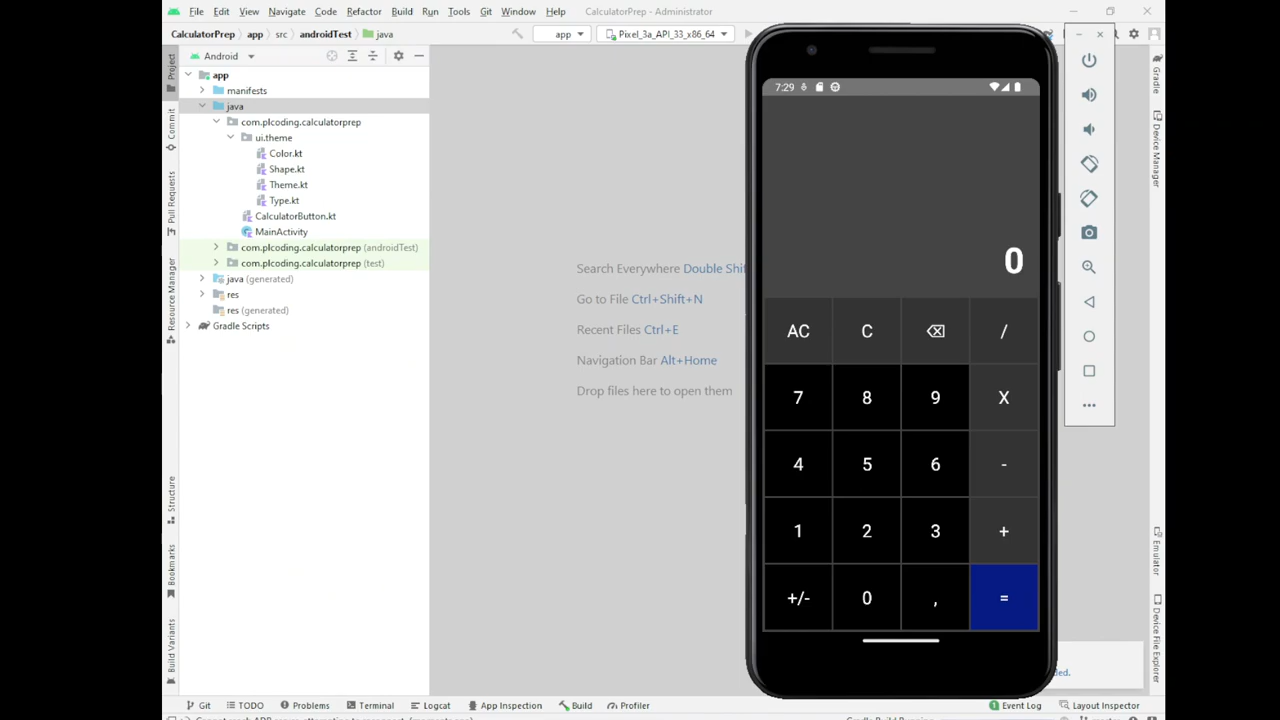 File Edit View Navigate Code Refactor Build Run Tools Git Window Help CalculatorPrep - Administrator
CalculatorPrep app src androidTest java app Pixel_3a_API_33_x86_64
Android
app
manifests
java
com.plcoding.calculatorprep
ui.theme
Color.kt
Shape.kt
Theme.kt
Type.kt
CalculatorButton.kt
MainActivity
com.plcoding.calculatorprep (androidTest)
com.plcoding.calculatorprep (test)
java (generated)
res
res (generated)
Gradle Scripts
Project
Commit
Pull Requests
Resource Manager
Structure
Bookmarks
Build Variants
Search Everywhere Double Shif
Go to File Ctrl+Shift+N
Recent Files Ctrl+E
Navigation Bar Alt+Home
Drop files here to open them
7:29
0
AC C /
7 8 9 X
4 5 6 -
1 2 3 +
+/- 0 , =
Gradle
Device Manager
Emulator
Device File Explorer
ded.
Git TODO Problems Terminal Logcat App Inspection Build Profiler 1 Event Log Layout Inspector